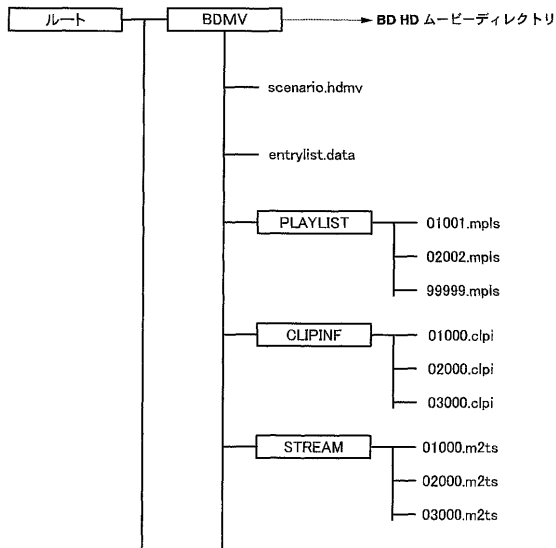 ルート
BDMV
BD HD ムービーディレクトリ
scenario.hdmv
entrylist.data
PLAYLIST
01001.mpls
02002.mpls
99999.mpls
CLIPINF
01000.clpi
02000.clpi
03000.clpi
STREAM
01000.m2ts
02000.m2ts
03000.m2ts